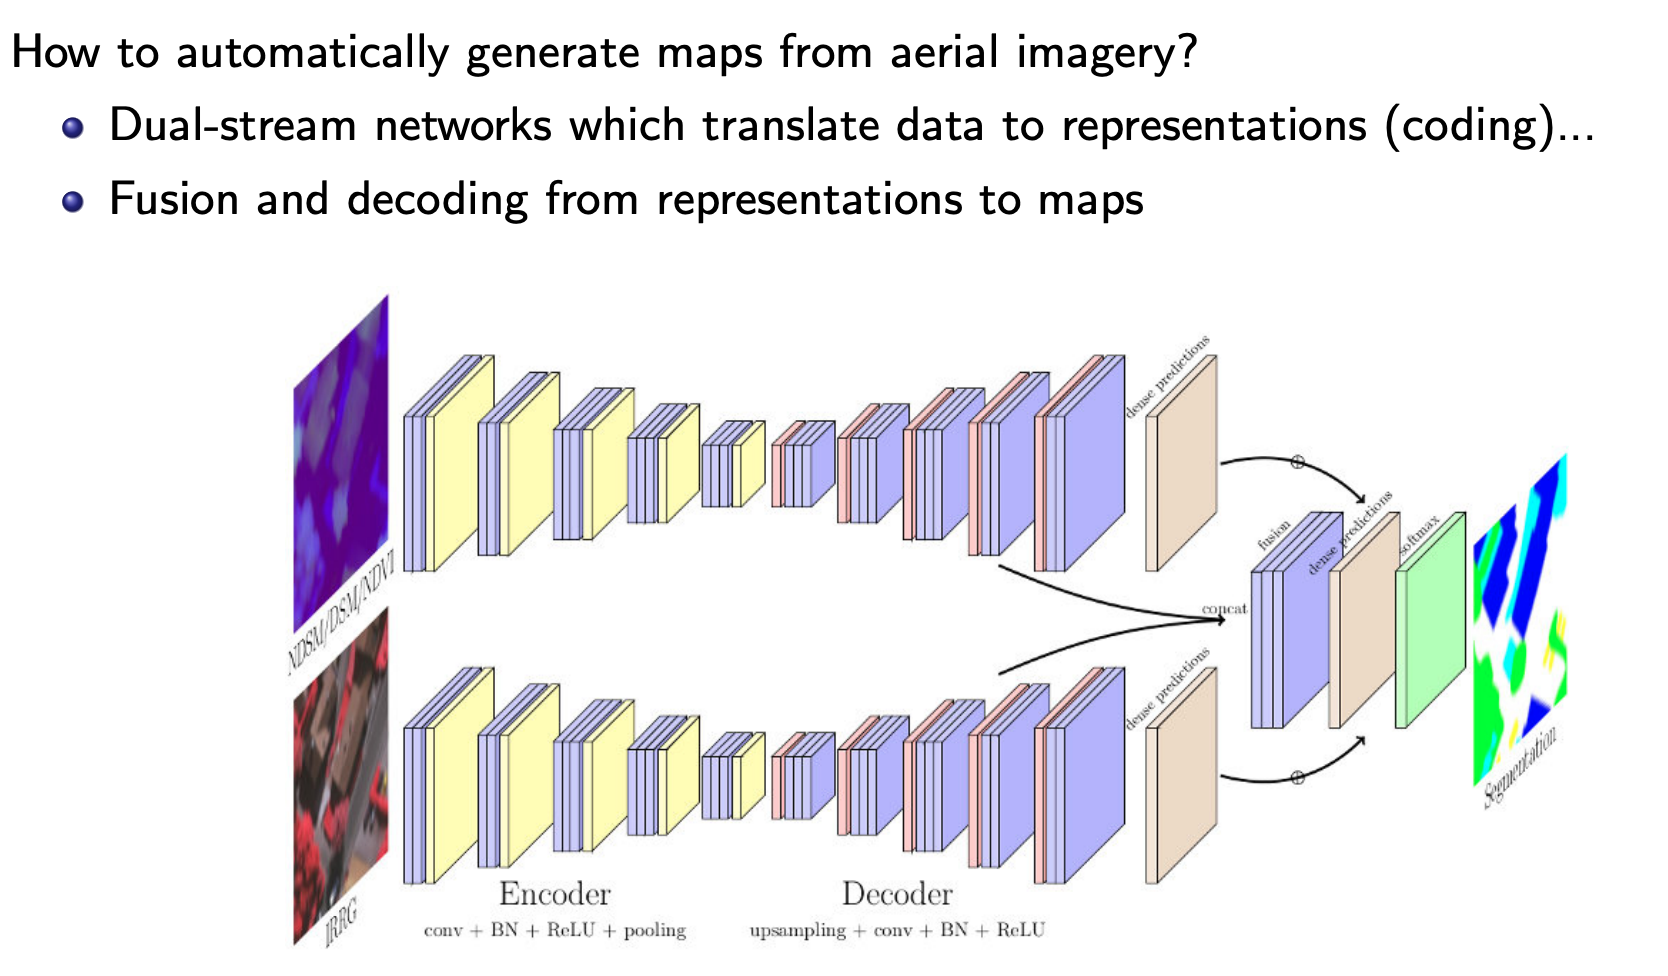 How to automatically generate maps from aerial imagery?
Dual-stream networks which translate data to representations (coding)...
Fusion and decoding from representations to maps
dense predictions
NDSM/DSM/NDVI
fusion
dense predictions
softmax
concat
dense predictions
Segmentation
IRRG
Encoder
conv + BN + ReLU + pooling
Decoder
upsampling + conv + BN + ReLU